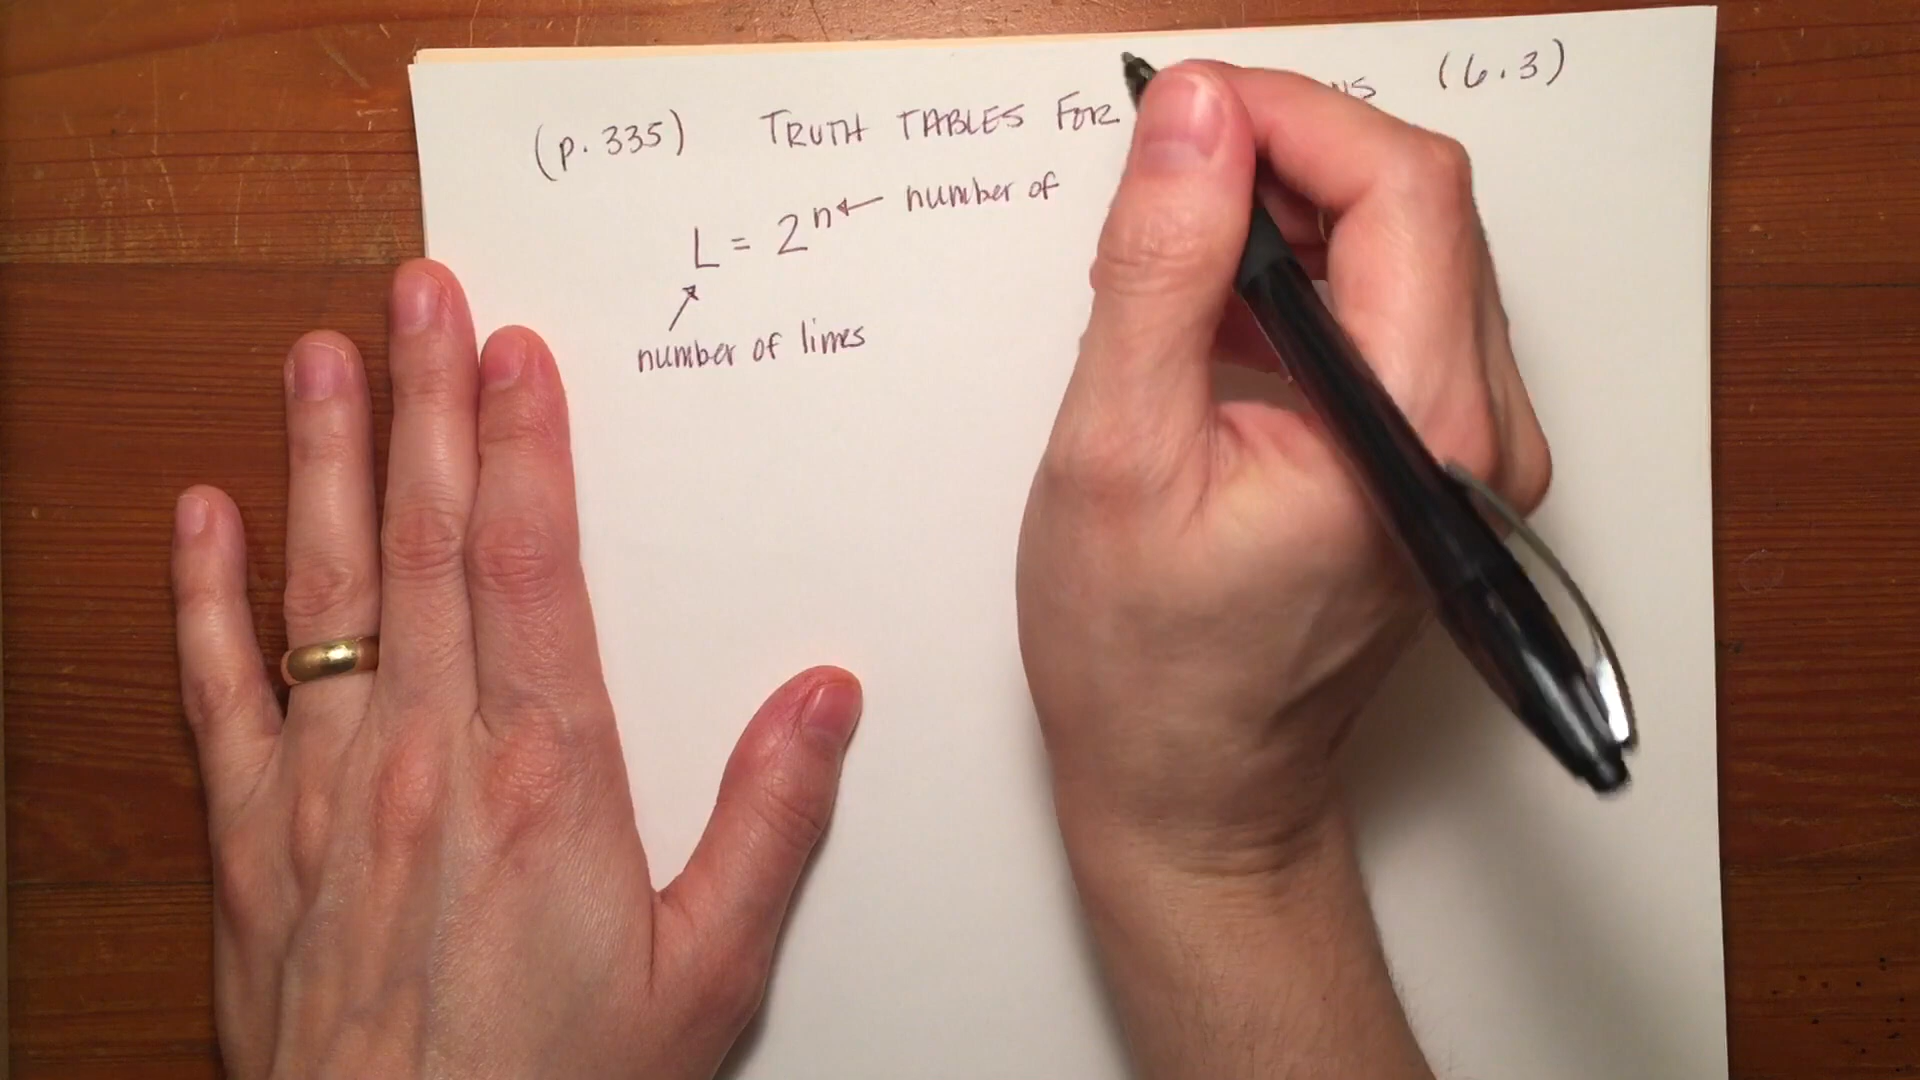 (p. 335) TRUTH TABLES FOR (6.3)
L = 2ⁿ ← number of
number of lines